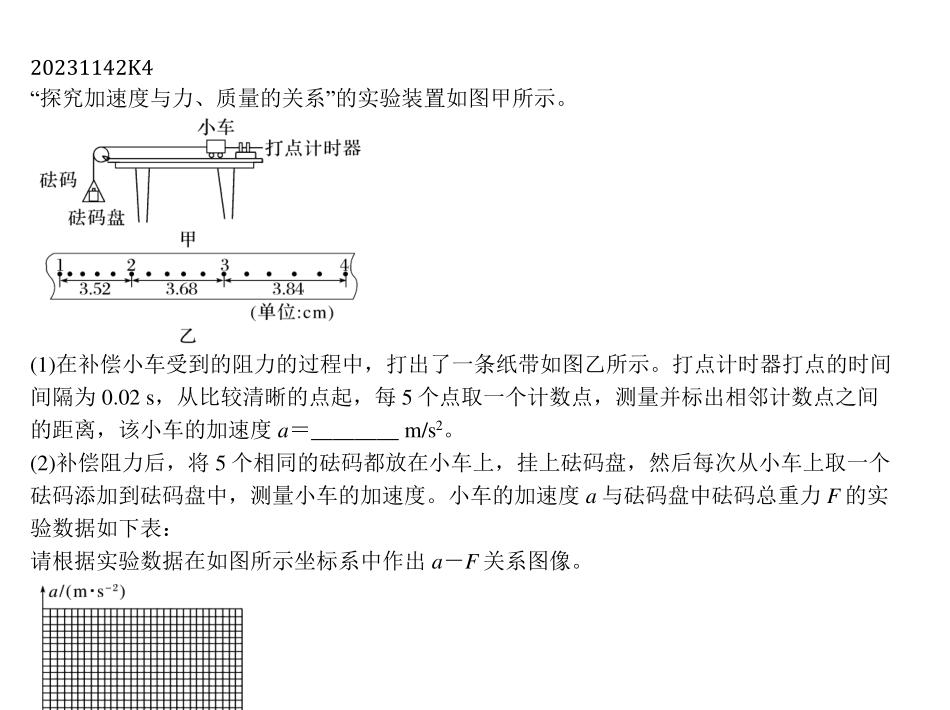 20231142K4
“探究加速度与力、质量的关系”的实验装置如图甲所示。
小车
打点计时器
砝码
砝码盘
甲
1 2 3 4
3.52 3.68 3.84
(单位:cm)
乙
(1)在补偿小车受到的阻力的过程中，打出了一条纸带如图乙所示。打点计时器打点的时间
间隔为 0.02 s，从比较清晰的点起，每 5 个点取一个计数点，测量并标出相邻计数点之间
的距离，该小车的加速度 a＝________ m/s²。
(2)补偿阻力后，将 5 个相同的砝码都放在小车上，挂上砝码盘，然后每次从小车上取一个
砝码添加到砝码盘中，测量小车的加速度。小车的加速度 a 与砝码盘中砝码总重力 F 的实
验数据如下表：
请根据实验数据在如图所示坐标系中作出 a－F 关系图像。
a/(m·s⁻²)